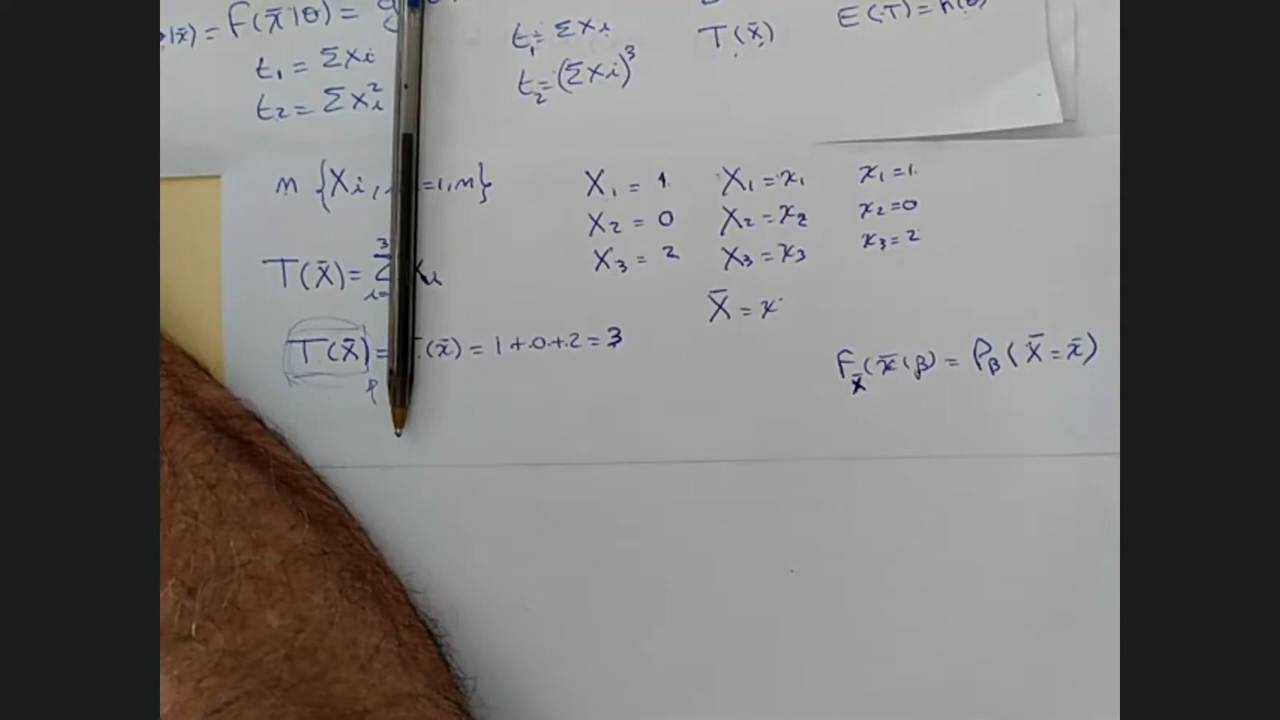 |x̄) = F(x̄|θ) =
t₁ = Σxᵢ
t₂ = Σxᵢ²
t₁ = Σxᵢ
t₂ = (Σxᵢ)³
T(x̄)
E(T) = h(θ)
n {Xᵢ, =1,n}
X₁ = 1
X₂ = 0
X₃ = 2
X₁ = x₁
X₂ = x₂
X₃ = x₃
X̄ = x
x₁ = 1
x₂ = 0
x₃ = 2
T(X̄) = Σ xᵢ
T(X̄) = (x̄) = 1+0+2 = 3
F_X̄(x̄|β) = P_β(X̄ = x̄)